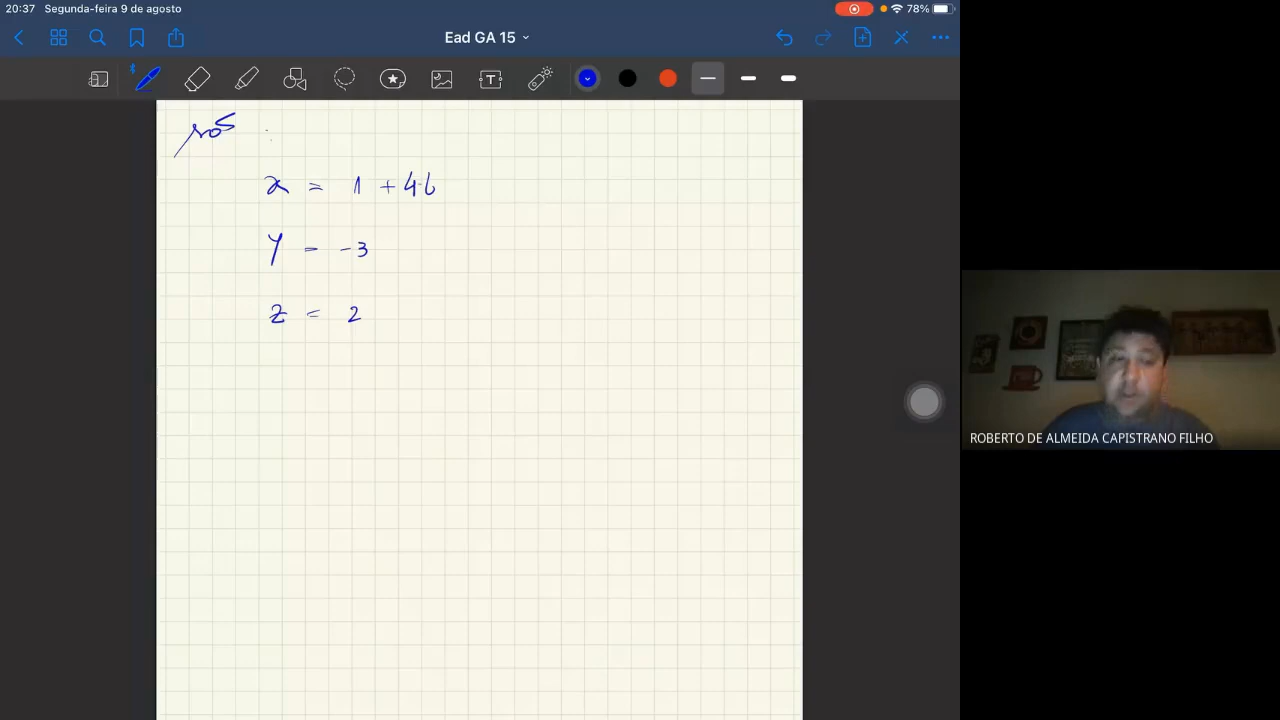 20:37 Segunda-feira 9 de agosto 78%
Ead GA 15
x = 1 + 4t
y = -3
z = 2
ROBERTO DE ALMEIDA CAPISTRANO FILHO